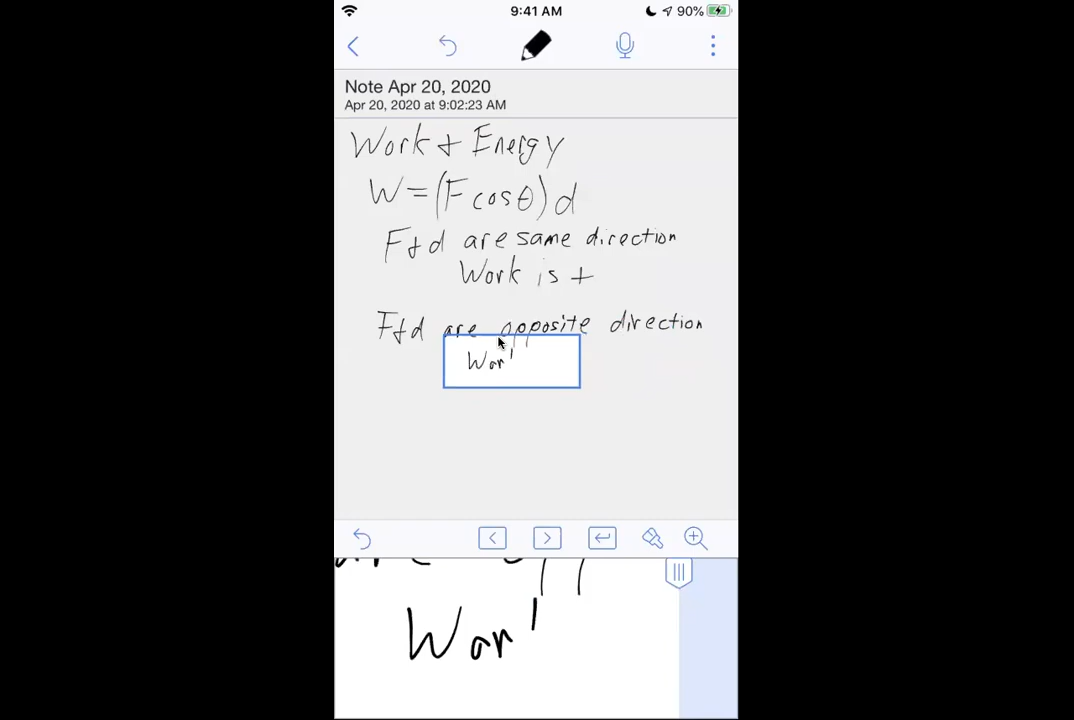 9:41 AM 90%
Note Apr 20, 2020
Apr 20, 2020 at 9:02:23 AM
Work + Energy
W = (F cos θ) d
F + d are same direction
Work is +
F + d are opposite direction
Wor
Wor